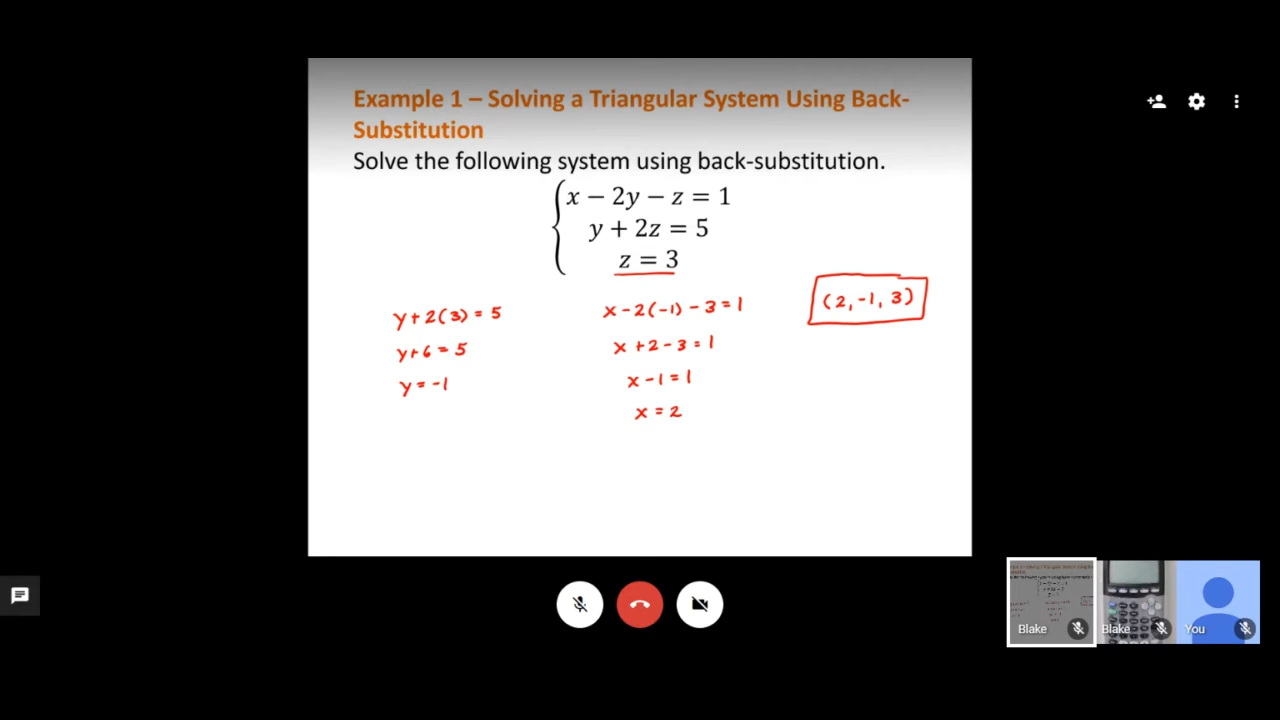 Example 1 – Solving a Triangular System Using Back-
Substitution
Solve the following system using back-substitution.
x − 2y − z = 1
y + 2z = 5
z = 3
y + 2(3) = 5
y + 6 = 5
y = -1
x - 2(-1) - 3 = 1
x + 2 - 3 = 1
x - 1 = 1
x = 2
(2, -1, 3)
Blake
Blake
You